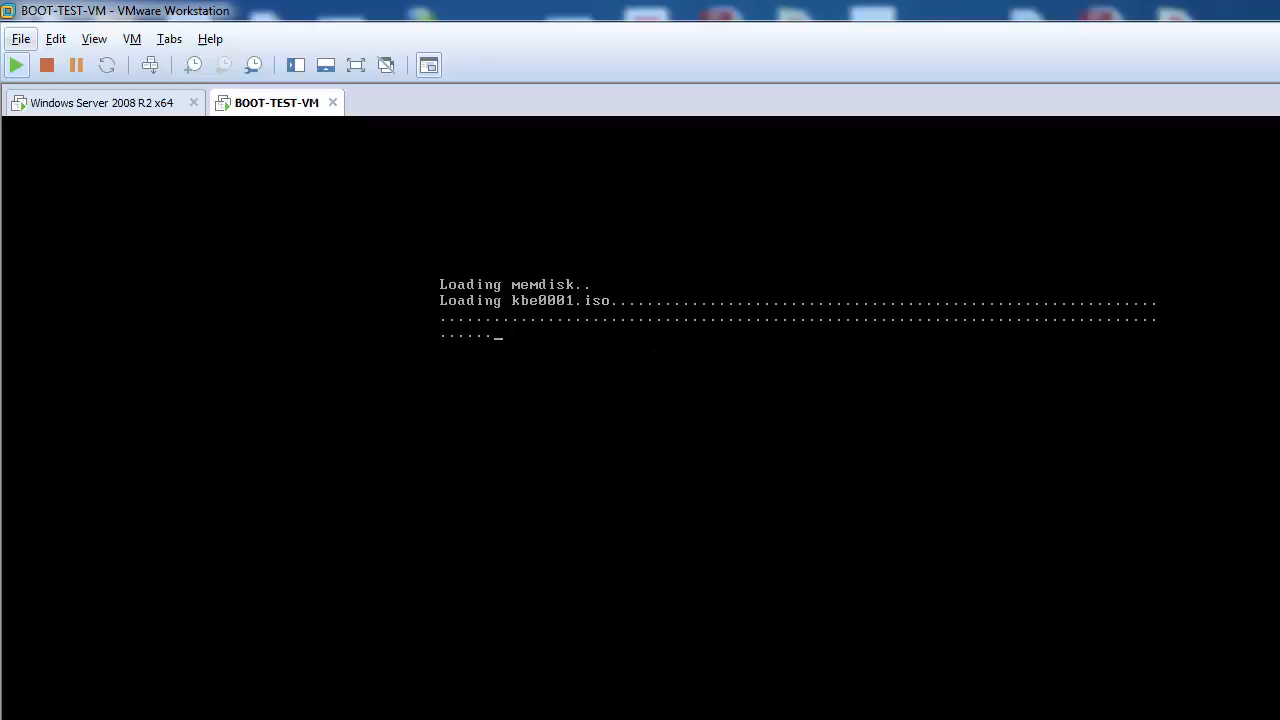 BOOT-TEST-VM - VMware Workstation
File Edit View VM Tabs Help
Windows Server 2008 R2 x64 BOOT-TEST-VM
Loading memdisk..
Loading kbe0001.iso.............................................................
................................................................................
......_